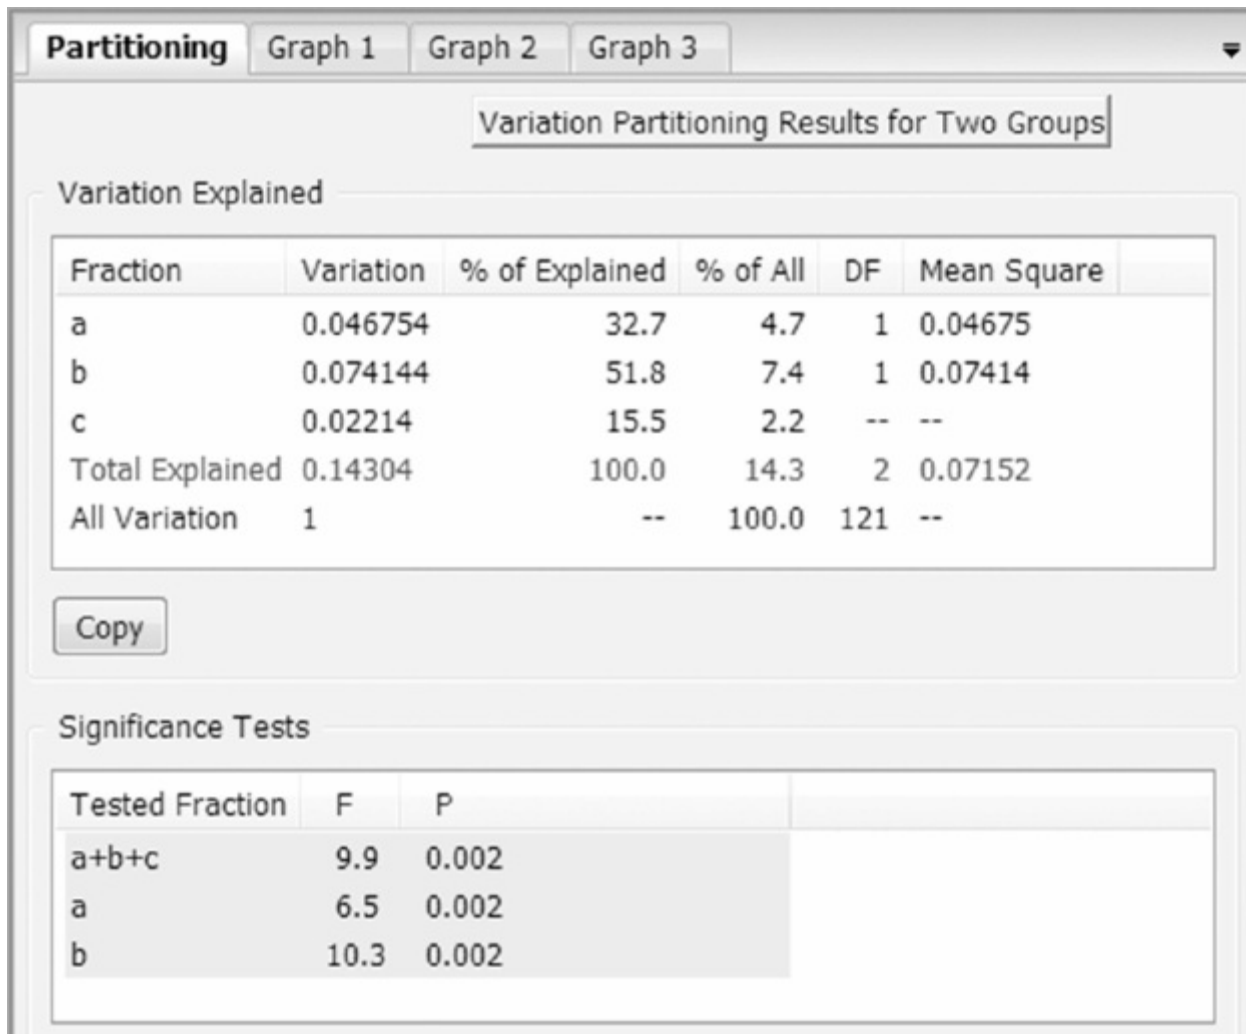 Partitioning Graph 1 Graph 2 Graph 3
Variation Partitioning Results for Two Groups
Variation Explained
Fraction Variation % of Explained % of All DF Mean Square
a 0.046754 32.7 4.7 1 0.04675
b 0.074144 51.8 7.4 1 0.07414
c 0.02214 15.5 2.2 -- --
Total Explained 0.14304 100.0 14.3 2 0.07152
All Variation 1 -- 100.0 121 --
Copy
Significance Tests
Tested Fraction F P
a+b+c 9.9 0.002
a 6.5 0.002
b 10.3 0.002